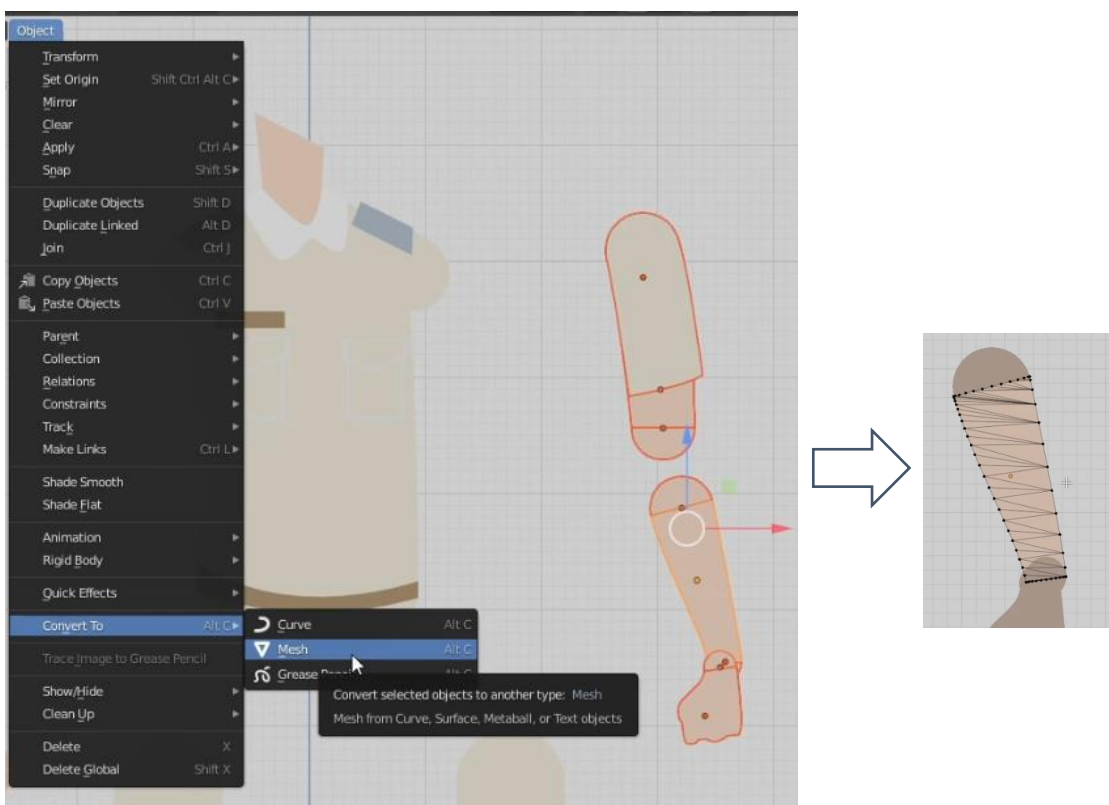 Object
Transform
Set Origin Shift Ctrl Alt C
Mirror
Clear
Apply Ctrl A
Snap Shift S
Duplicate Objects Shift D
Duplicate Linked Alt D
Join Ctrl J
Copy Objects Ctrl C
Paste Objects Ctrl V
Parent
Collection
Relations
Constraints
Track
Make Links Ctrl L
Shade Smooth
Shade Flat
Animation
Rigid Body
Quick Effects
Convert To Alt C
Curve Alt C
Mesh Alt C
Grease Pencil Alt C
Trace Image to Grease Pencil
Convert selected objects to another type: Mesh
Mesh from Curve, Surface, Metaball, or Text objects
Show/Hide
Clean Up
Delete X
Delete Global Shift X